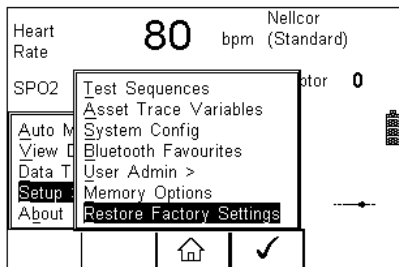 Heart Rate 80 bpm Nellcor (Standard)
SPO2 0
Test Sequences
Asset Trace Variables
System Config
Bluetooth Favourites
User Admin >
Memory Options
Restore Factory Settings
Auto
View
Data
Setup
About